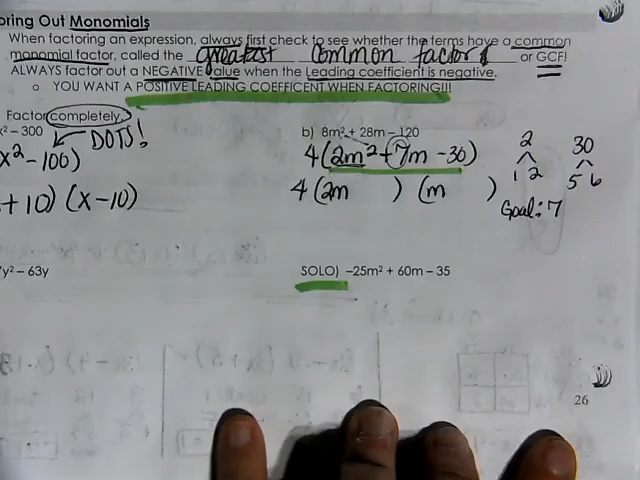 oring Out Monomials
When factoring an expression, always first check to see whether the terms have a common
monomial factor, called the greatest common factor or GCF!
ALWAYS factor out a NEGATIVE value when the Leading coefficient is negative.
o YOU WANT A POSITIVE LEADING COEFFICENT WHEN FACTORING!!!
Factor completely.
x² - 300
DOTS!
x² - 100)
+ 10) (x - 10)
b) 8m² + 28m - 120
4(2m² + 7m - 30)
4 (2m ) (m )
2
1 2
30
5 6
Goal: 7
y² - 63y
SOLO) -25m² + 60m - 35
26